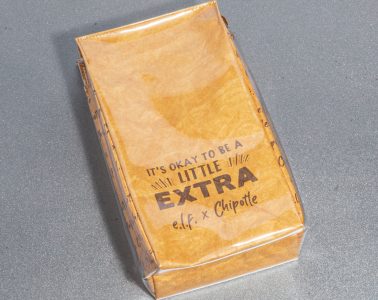 IT'S OKAY TO BE A
LITTLE
EXTRA
e.l.f. x Chipotle